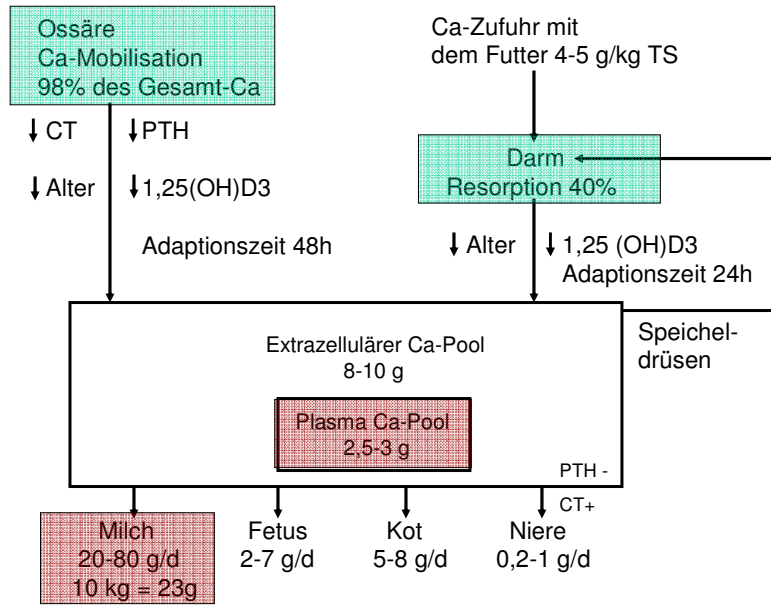 Ossäre
Ca-Mobilisation
98% des Gesamt-Ca
Ca-Zufuhr mit
dem Futter 4-5 g/kg TS
↓ CT ↓ PTH
↓ Alter ↓ 1,25(OH)D3
Adaptionszeit 48h
Darm
Resorption 40%
↓ Alter ↓ 1,25 (OH)D3
Adaptionszeit 24h
Speichel-
drüsen
Extrazellulärer Ca-Pool
8-10 g
Plasma Ca-Pool
2,5-3 g
PTH -
CT+
Milch
20-80 g/d
10 kg = 23g
Fetus
2-7 g/d
Kot
5-8 g/d
Niere
0,2-1 g/d